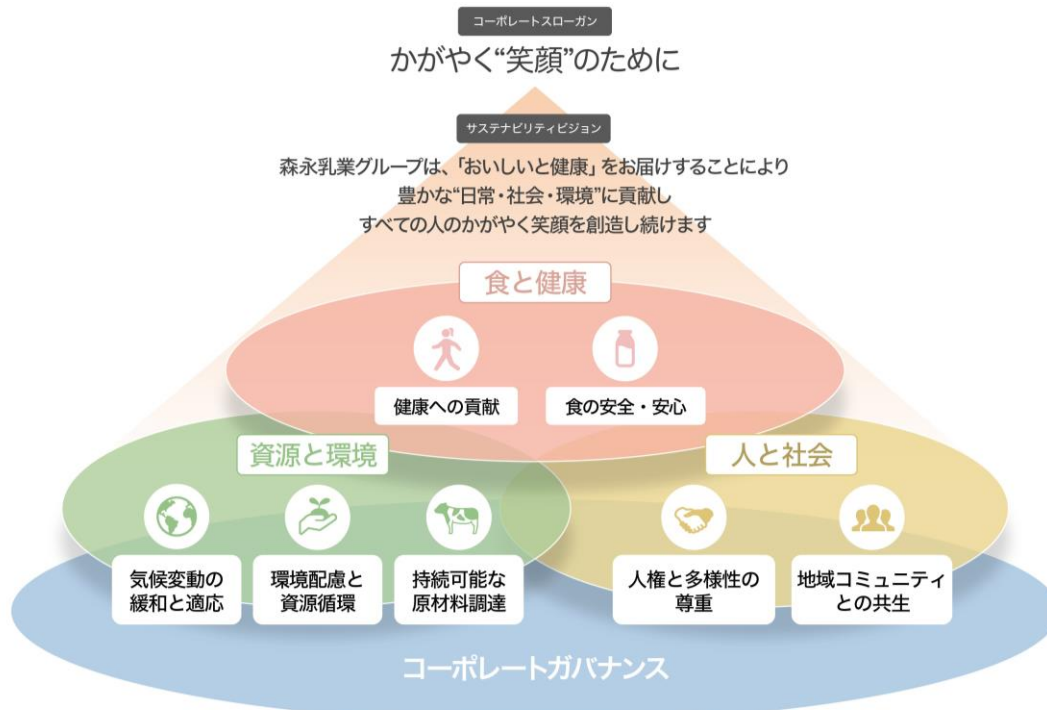 コーポレートスローガン
かがやく“笑顔”のために
サステナビリティビジョン
森永乳業グループは、「おいしいと健康」をお届けすることにより
豊かな“日常・社会・環境”に貢献し
すべての人のかがやく笑顔を創造し続けます
食と健康
健康への貢献
食の安全・安心
資源と環境
気候変動の
緩和と適応
環境配慮と
資源循環
持続可能な
原材料調達
人と社会
人権と多様性の
尊重
地域コミュニティ
との共生
コーポレートガバナンス